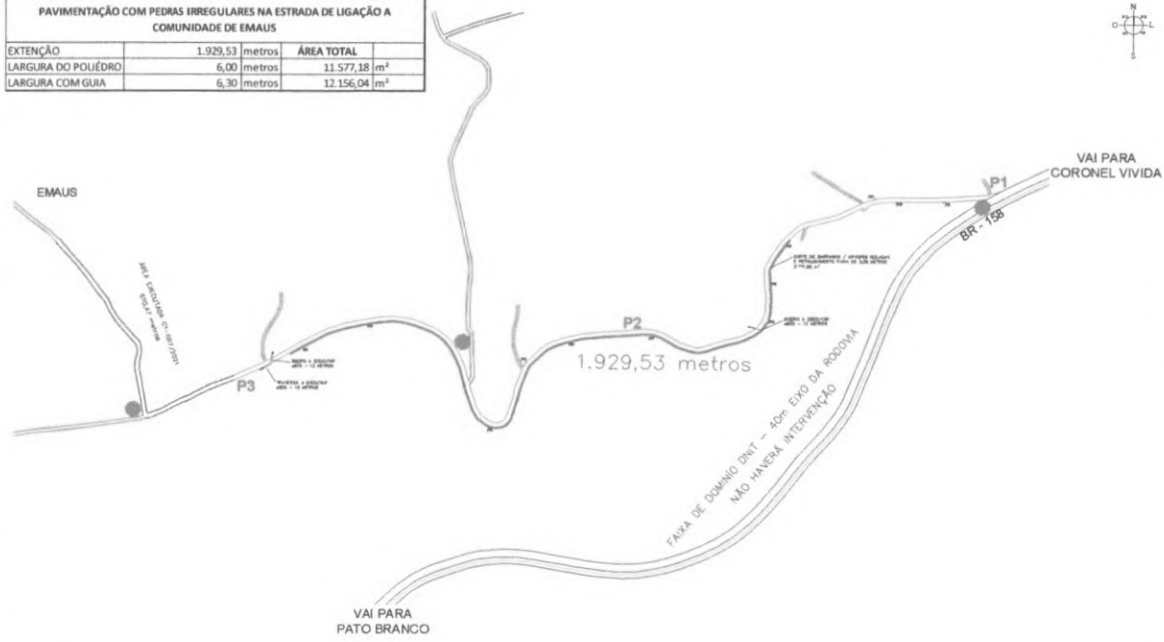 PAVIMENTAÇÃO COM PEDRAS IRREGULARES NA ESTRADA DE LIGAÇÃO A
COMUNIDADE DE EMAUS
EXTENÇÃO 1.929,53 metros ÁREA TOTAL
LARGURA DO POLIÉDRO 6,00 metros 11.577,18 m²
LARGURA COM GUIA 6,30 metros 12.156,04 m²
N
O L
S
VAI PARA
CORONEL VIVIDA
P1
BR - 158
EMAUS
ÁREA EXECUTADA
metros
P2
1.929,53 metros
P3
FAIXA DE DOMINIO DNIT - 40m EIXO DA RODOVIA
NÃO HAVERÁ INTERVENÇÃO
VAI PARA
PATO BRANCO